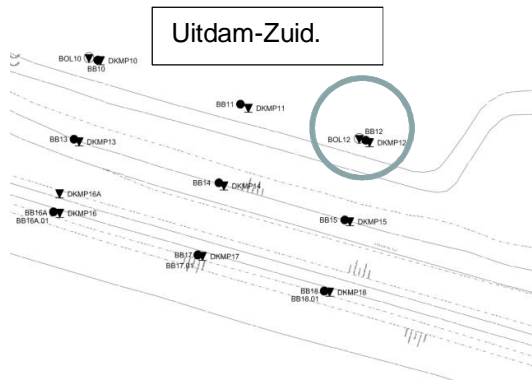 Uitdam-Zuid.
BOL10 DKMP10
BB10
BB11 DKMP11
BB12
BOL12 DKMP12
BB13 DKMP13
BB14 DKMP14
DKMP16A
BB16A DKMP16
BB16A.01
BB15 DKMP15
BB17 DKMP17
BB17.01
BB18 DKMP18
BB18.01